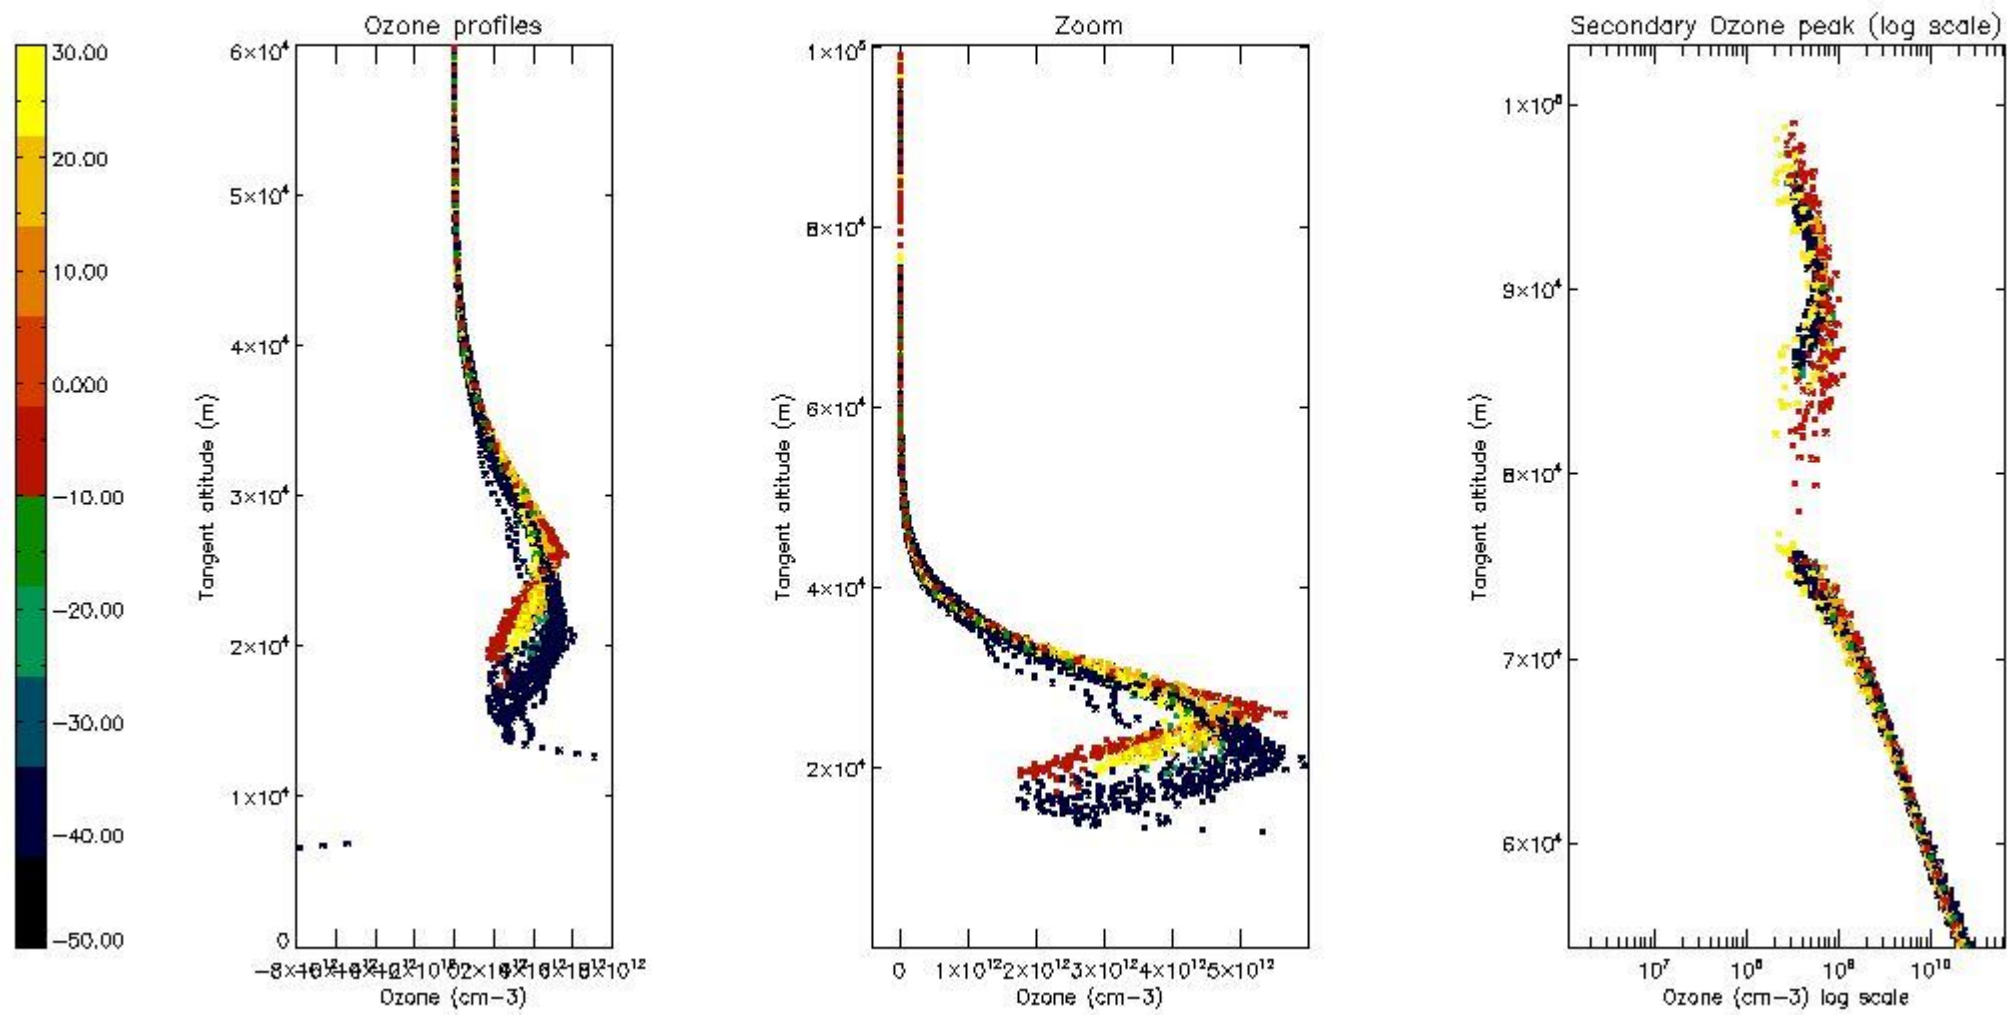 Ozone profiles
Zoom
Secondary Ozone peak (log scale)
30.00
20.00
10.00
0.000
−10.00
−20.00
−30.00
−40.00
−50.00
6×10⁴
5×10⁴
4×10⁴
3×10⁴
2×10⁴
1×10⁴
0
Tangent altitude (m)
Ozone (cm−3)
1×10⁵
8×10⁴
6×10⁴
4×10⁴
2×10⁴
Tangent altitude (m)
0 1×10¹² 2×10¹² 3×10¹² 4×10¹² 5×10¹²
Ozone (cm−3)
9×10⁴
8×10⁴
7×10⁴
6×10⁴
Tangent altitude (m)
10⁷ 10⁸ 10⁹ 10¹⁰
Ozone (cm−3) log scale